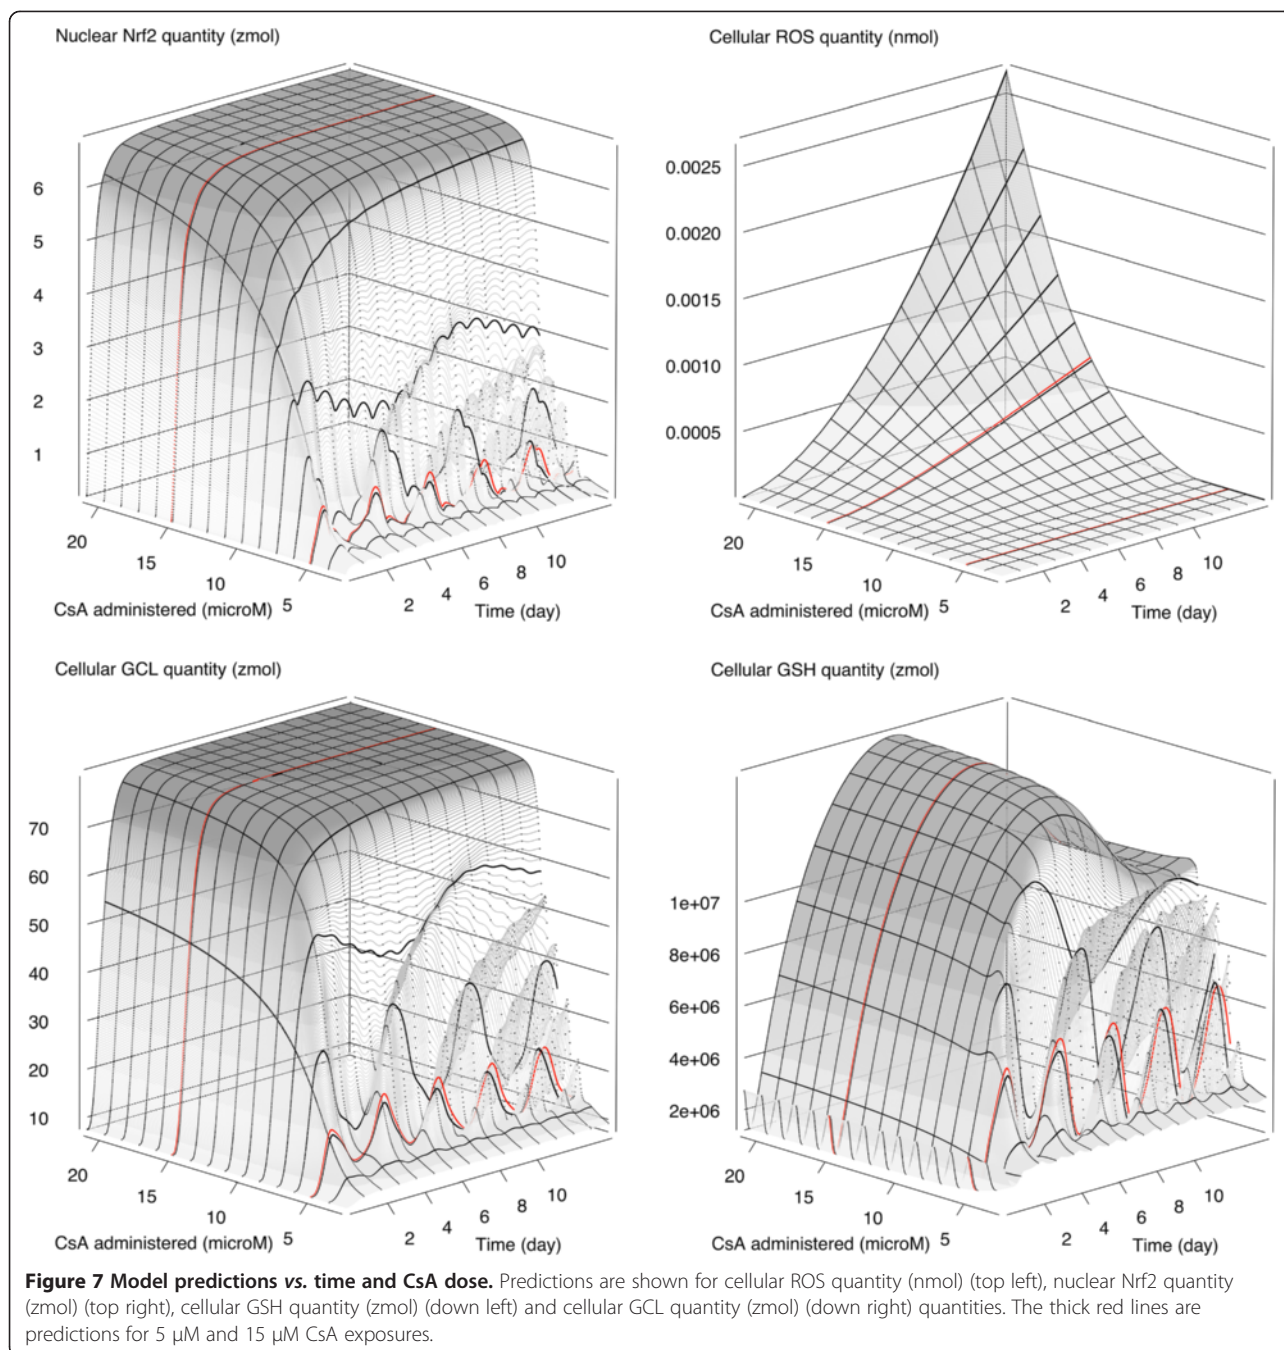 Nuclear Nrf2 quantity (zmol)
6
5
4
3
2
1
20
15
10
5
CsA administered (microM)
2
4
6
8
10
Time (day)
Cellular ROS quantity (nmol)
0.0025
0.0020
0.0015
0.0010
0.0005
20
15
10
5
CsA administered (microM)
2
4
6
8
10
Time (day)
Cellular GCL quantity (zmol)
70
60
50
40
30
20
10
20
15
10
5
CsA administered (microM)
2
4
6
8
10
Time (day)
Cellular GSH quantity (zmol)
1e+07
8e+06
6e+06
4e+06
2e+06
20
15
10
5
CsA administered (microM)
2
4
6
8
10
Time (day)
Figure 7 Model predictions vs. time and CsA dose. Predictions are shown for cellular ROS quantity (nmol) (top left), nuclear Nrf2 quantity
(zmol) (top right), cellular GSH quantity (zmol) (down left) and cellular GCL quantity (zmol) (down right) quantities. The thick red lines are
predictions for 5 μM and 15 μM CsA exposures.